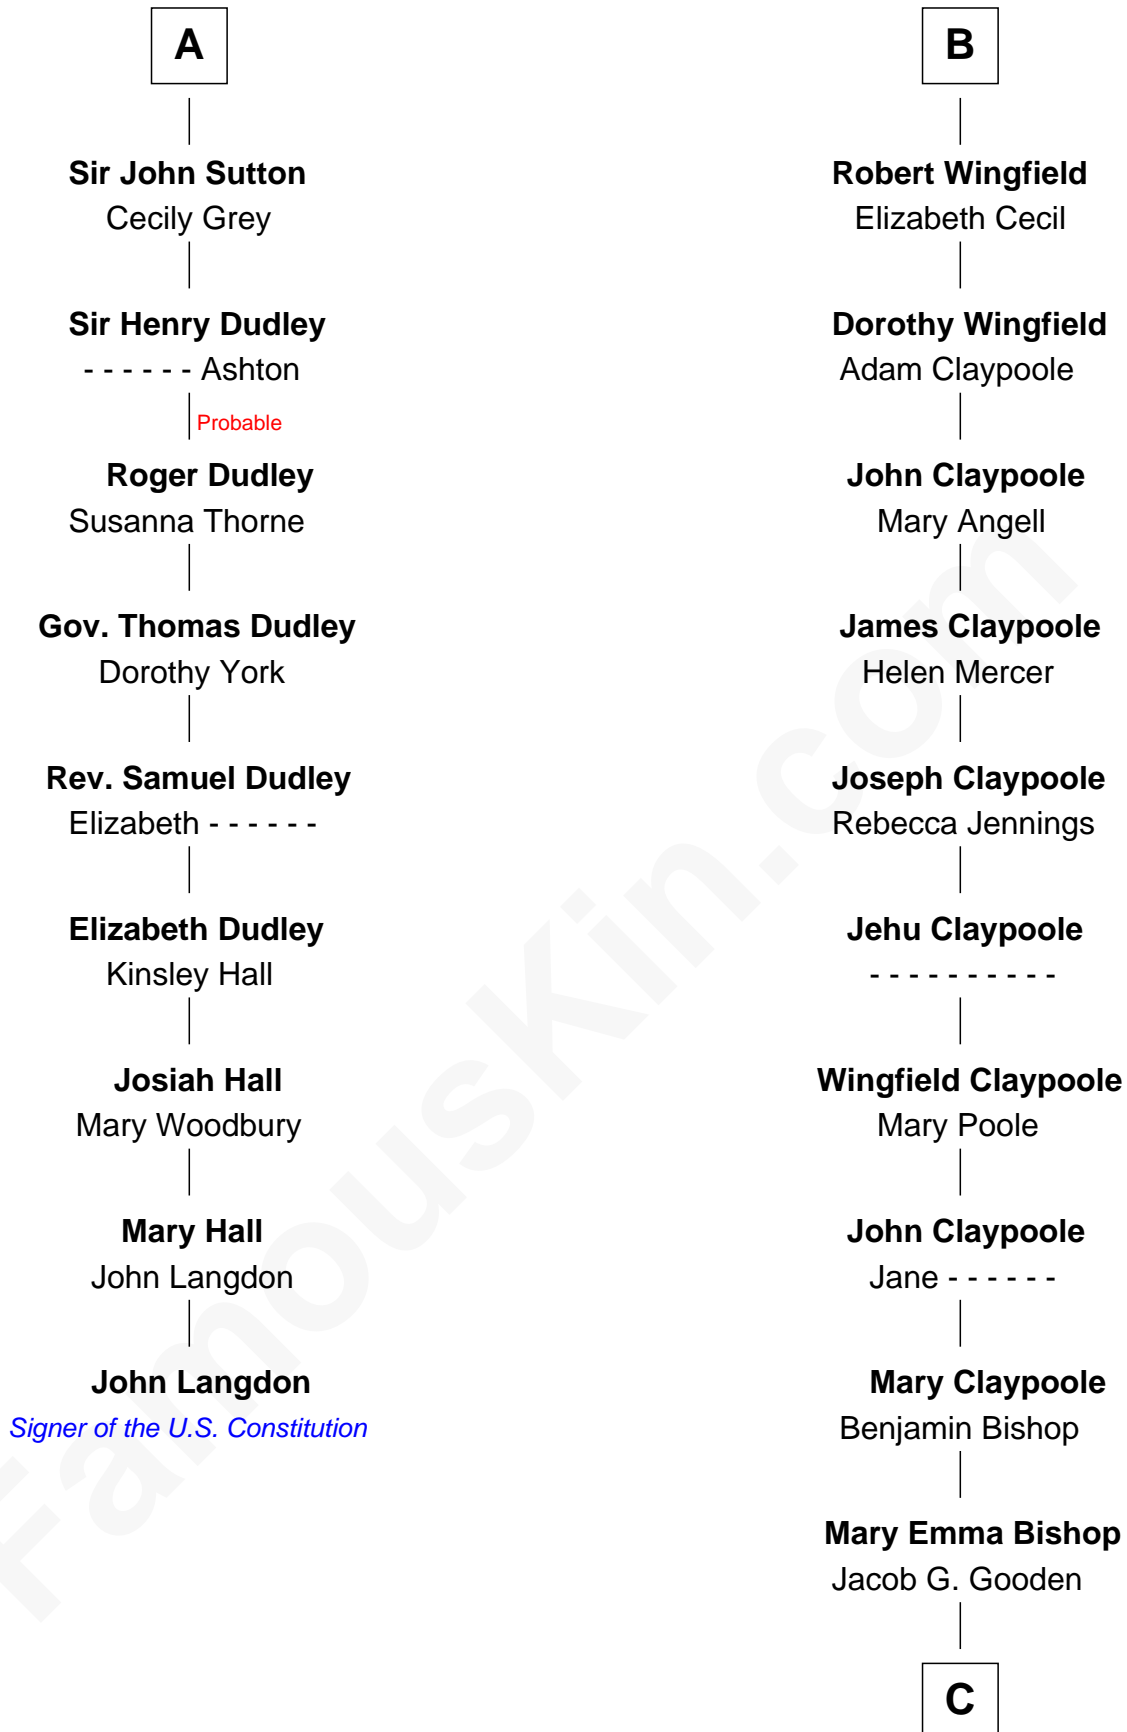 A
Sir John Sutton
Cecily Grey
Sir Henry Dudley
- - - - - - Ashton
Probable
Roger Dudley
Susanna Thorne
Gov. Thomas Dudley
Dorothy York
Rev. Samuel Dudley
Elizabeth - - - - - -
Elizabeth Dudley
Kinsley Hall
Josiah Hall
Mary Woodbury
Mary Hall
John Langdon
John Langdon
Signer of the U.S. Constitution
B
Robert Wingfield
Elizabeth Cecil
Dorothy Wingfield
Adam Claypoole
John Claypoole
Mary Angell
James Claypoole
Helen Mercer
Joseph Claypoole
Rebecca Jennings
Jehu Claypoole
- - - - - - - - - -
Wingfield Claypoole
Mary Poole
John Claypoole
Jane - - - - - -
Mary Claypoole
Benjamin Bishop
Mary Emma Bishop
Jacob G. Gooden
C
FamousKin.com